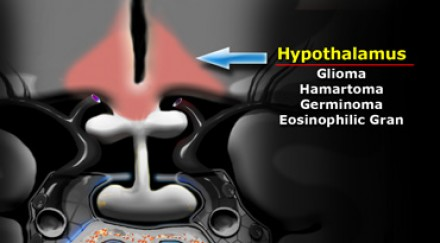 Hypothalamus
Glioma
Hamartoma
Germinoma
Eosinophilic Gran